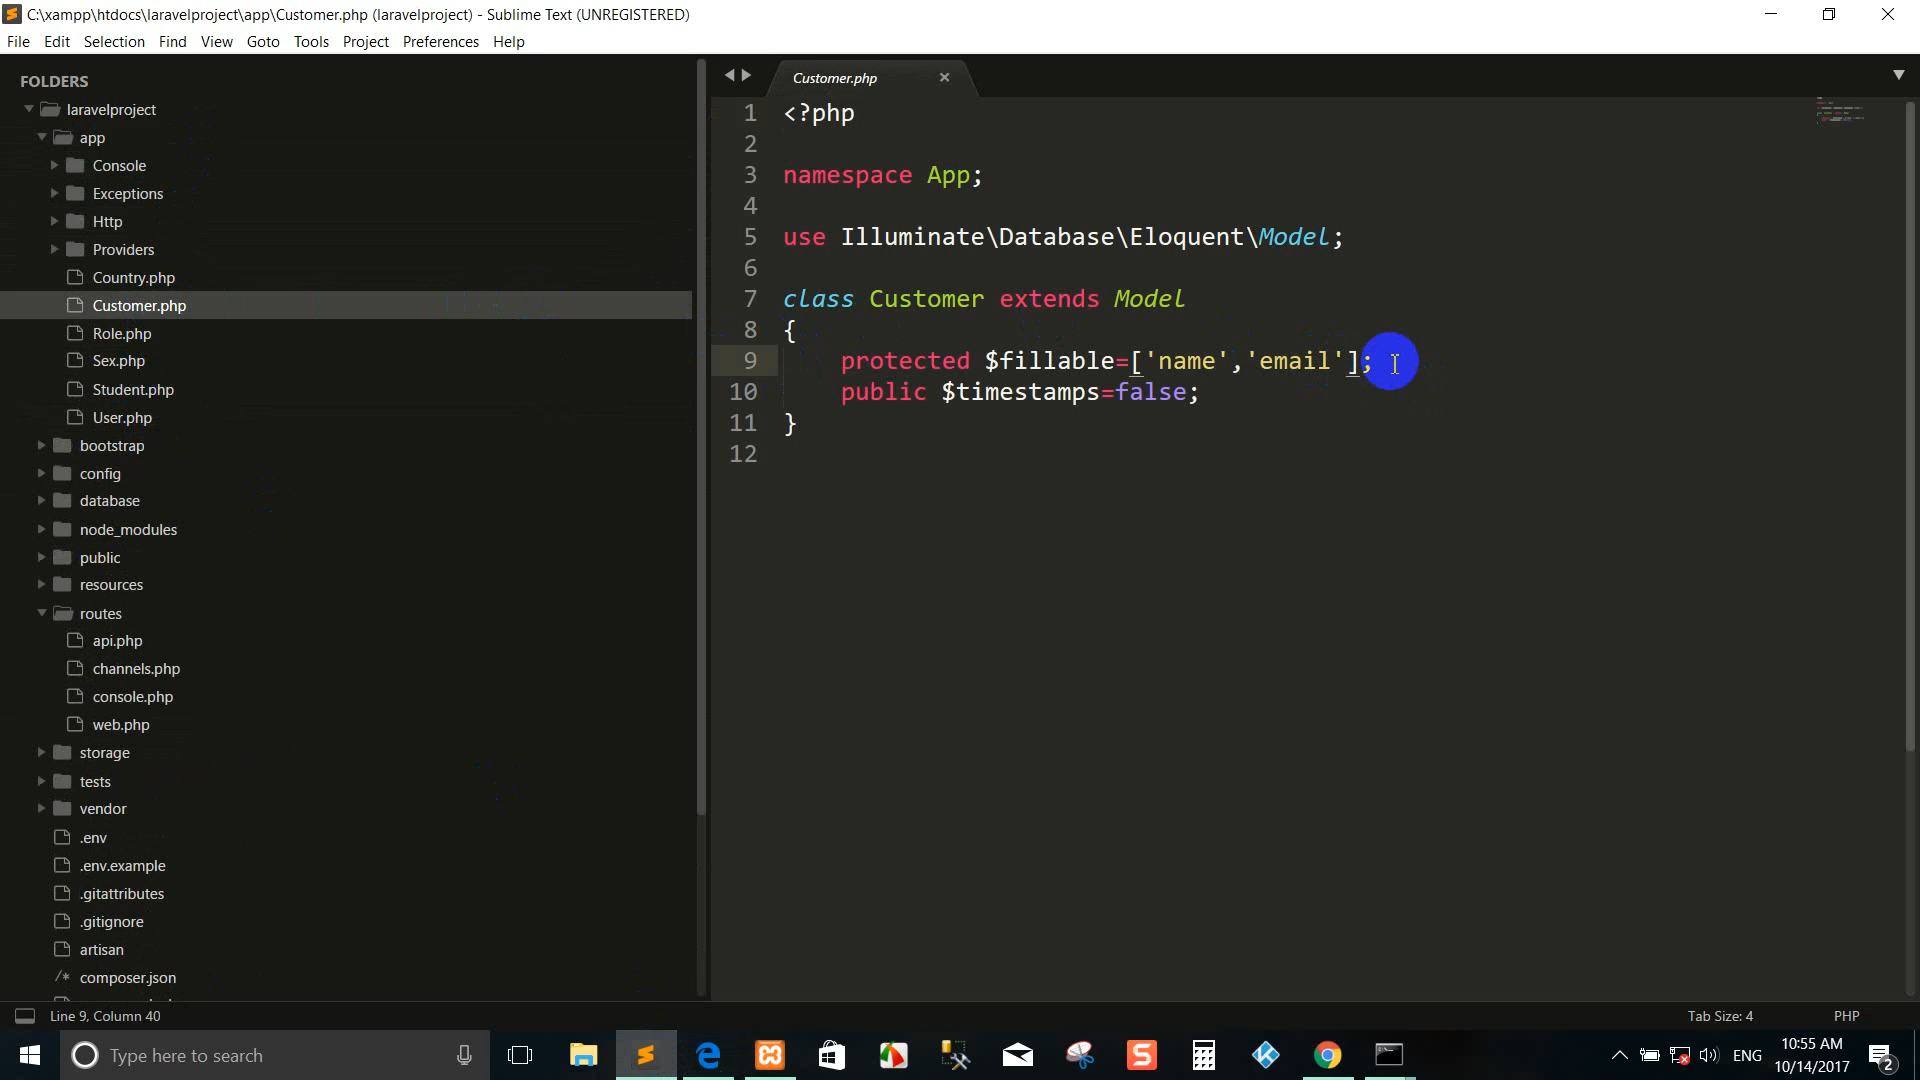 C:\xampp\htdocs\laravelproject\app\Customer.php (laravelproject) - Sublime Text (UNREGISTERED)
File Edit Selection Find View Goto Tools Project Preferences Help
FOLDERS
laravelproject
app
Console
Exceptions
Http
Providers
Country.php
Customer.php
Role.php
Sex.php
Student.php
User.php
bootstrap
config
database
node_modules
public
resources
routes
api.php
channels.php
console.php
web.php
storage
tests
vendor
.env
.env.example
.gitattributes
.gitignore
artisan
/* composer.json
Customer.php
1 <?php
2
3 namespace App;
4
5 use Illuminate\Database\Eloquent\Model;
6
7 class Customer extends Model
8 {
9     protected $fillable=['name','email'];
10     public $timestamps=false;
11 }
12
Line 9, Column 40
Tab Size: 4
PHP
Type here to search
ENG
10:55 AM
10/14/2017
2